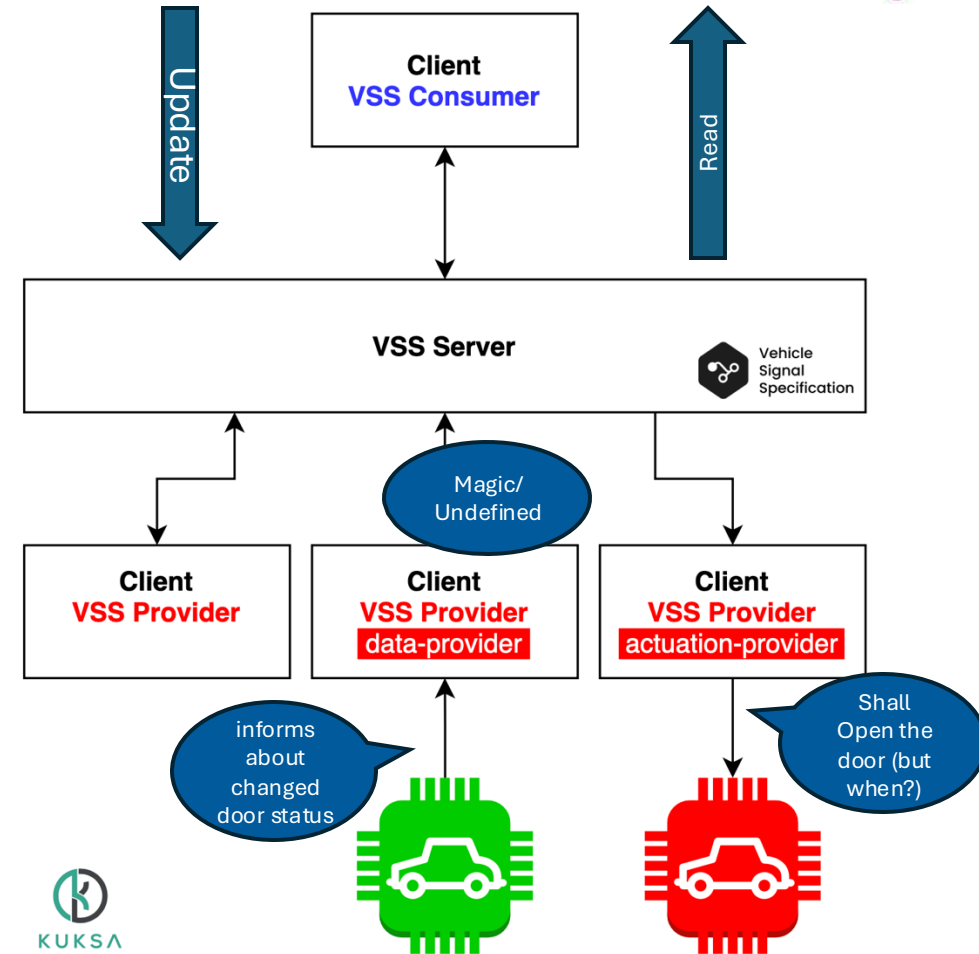 Update
Client
VSS Consumer
Read
VSS Server
Vehicle
Signal
Specification
Magic/
Undefined
Client
VSS Provider
Client
VSS Provider
data-provider
Client
VSS Provider
actuation-provider
informs
about
changed
door status
Shall
Open the
door (but
when?)
KUKSA